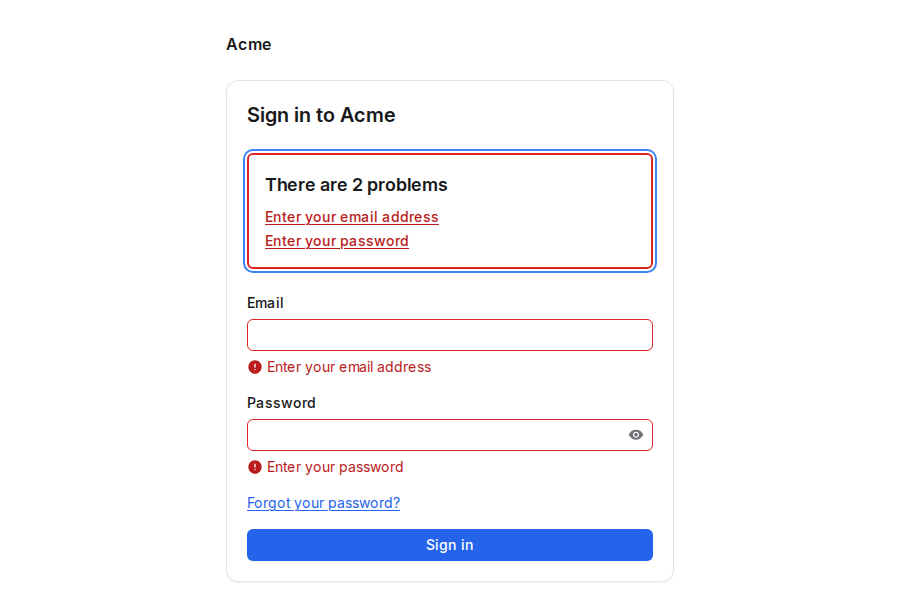 Acme
Sign in to Acme
There are 2 problems
Enter your email address
Enter your password
Email
Enter your email address
Password
Enter your password
Forgot your password?
Sign in